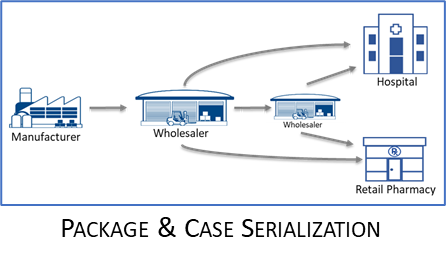 Hospital
Manufacturer
Wholesaler
Wholesaler
Retail Pharmacy
PACKAGE & CASE SERIALIZATION